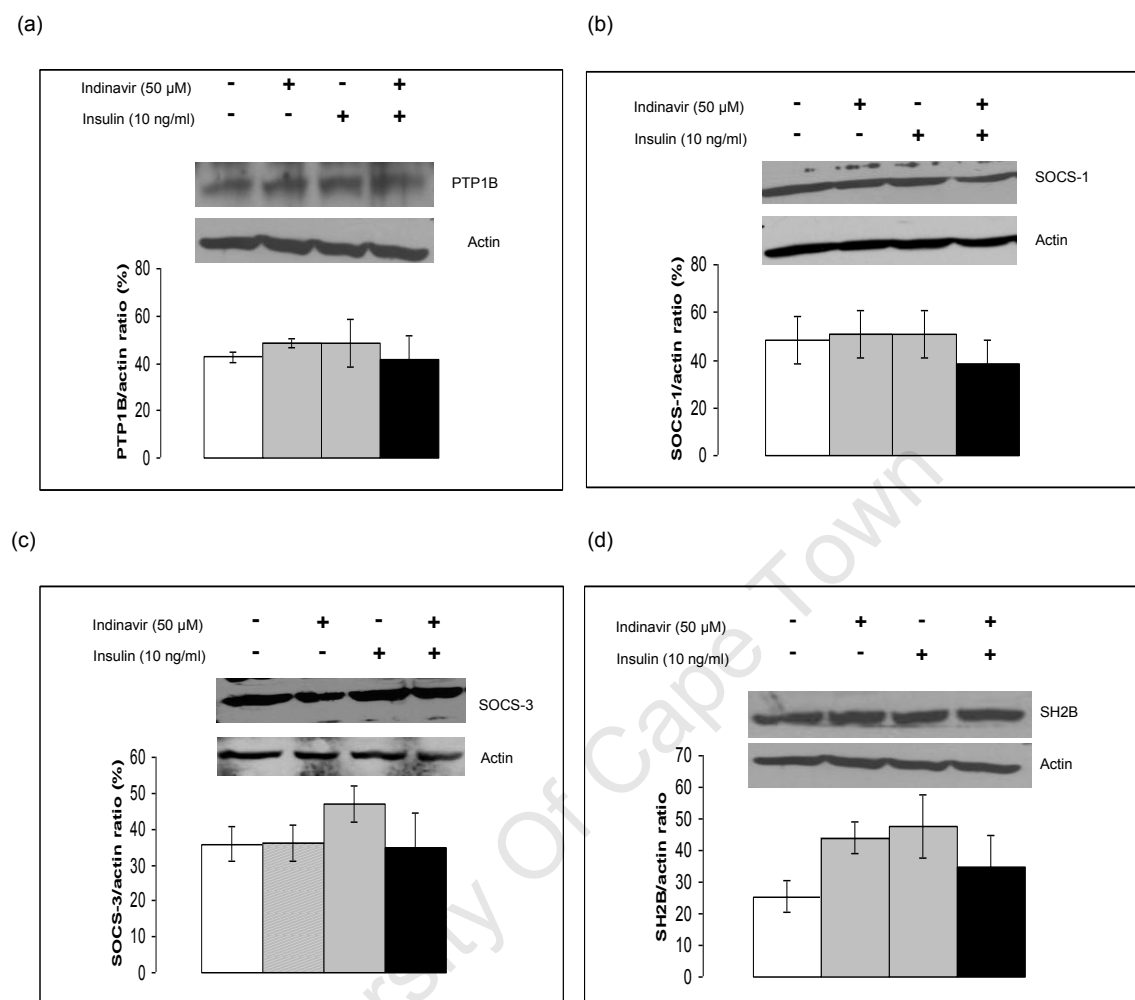 (a)
Indinavir (50 µM) - + - +
Insulin (10 ng/ml) - - + +
PTP1B
Actin
PTP1B/actin ratio (%)
80
60
40
20
0
(b)
Indinavir (50 µM) - + - +
Insulin (10 ng/ml) - - + +
SOCS-1
Actin
SOCS-1/actin ratio (%)
80
60
40
20
0
(c)
Indinavir (50 µM) - + - +
Insulin (10 ng/ml) - - + +
SOCS-3
Actin
SOCS-3/actin ratio (%)
60
50
40
30
20
10
0
(d)
Indinavir (50 µM) - + - +
Insulin (10 ng/ml) - - + +
SH2B
Actin
SH2B/actin ratio
70
60
50
40
30
20
10
0
ersity Of Cape Town